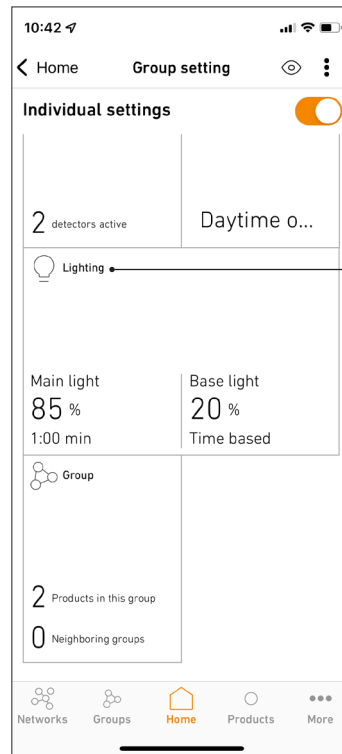 10:42
Home Group setting
Individual settings
2 detectors active
Daytime o...
Lighting
Main light
85 %
1:00 min
Base light
20 %
Time based
Group
2 Products in this group
0 Neighboring groups
Networks Groups Home Products More